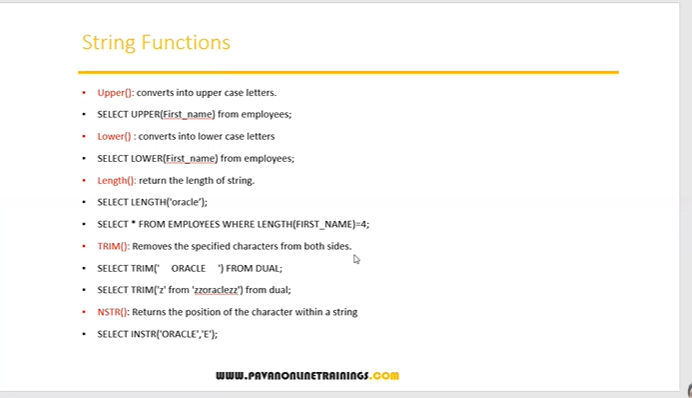 String Functions
• Upper(): converts into upper case letters.
• SELECT UPPER(First_name) from employees;
• Lower() : converts into lower case letters
• SELECT LOWER(First_name) from employees;
• Length(): return the length of string.
• SELECT LENGTH('oracle');
• SELECT * FROM EMPLOYEES WHERE LENGTH(FIRST_NAME)=4;
• TRIM(): Removes the specified characters from both sides.
• SELECT TRIM('    ORACLE    ') FROM DUAL;
• SELECT TRIM('z' from 'zzoraclezz') from dual;
• NSTR(): Returns the position of the character within a string
• SELECT INSTR('ORACLE','E');
WWW.PAVANONLINETRAININGS.COM